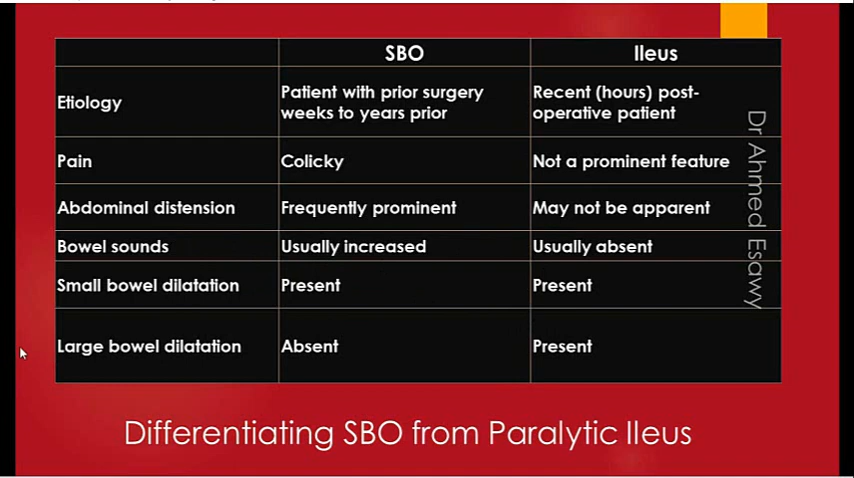 SBO Ileus
Etiology Patient with prior surgery weeks to years prior Recent (hours) post-operative patient
Pain Colicky Not a prominent feature
Abdominal distension Frequently prominent May not be apparent
Bowel sounds Usually increased Usually absent
Small bowel dilatation Present Present
Large bowel dilatation Absent Present
Dr Ahmed Esawy
Differentiating SBO from Paralytic Ileus